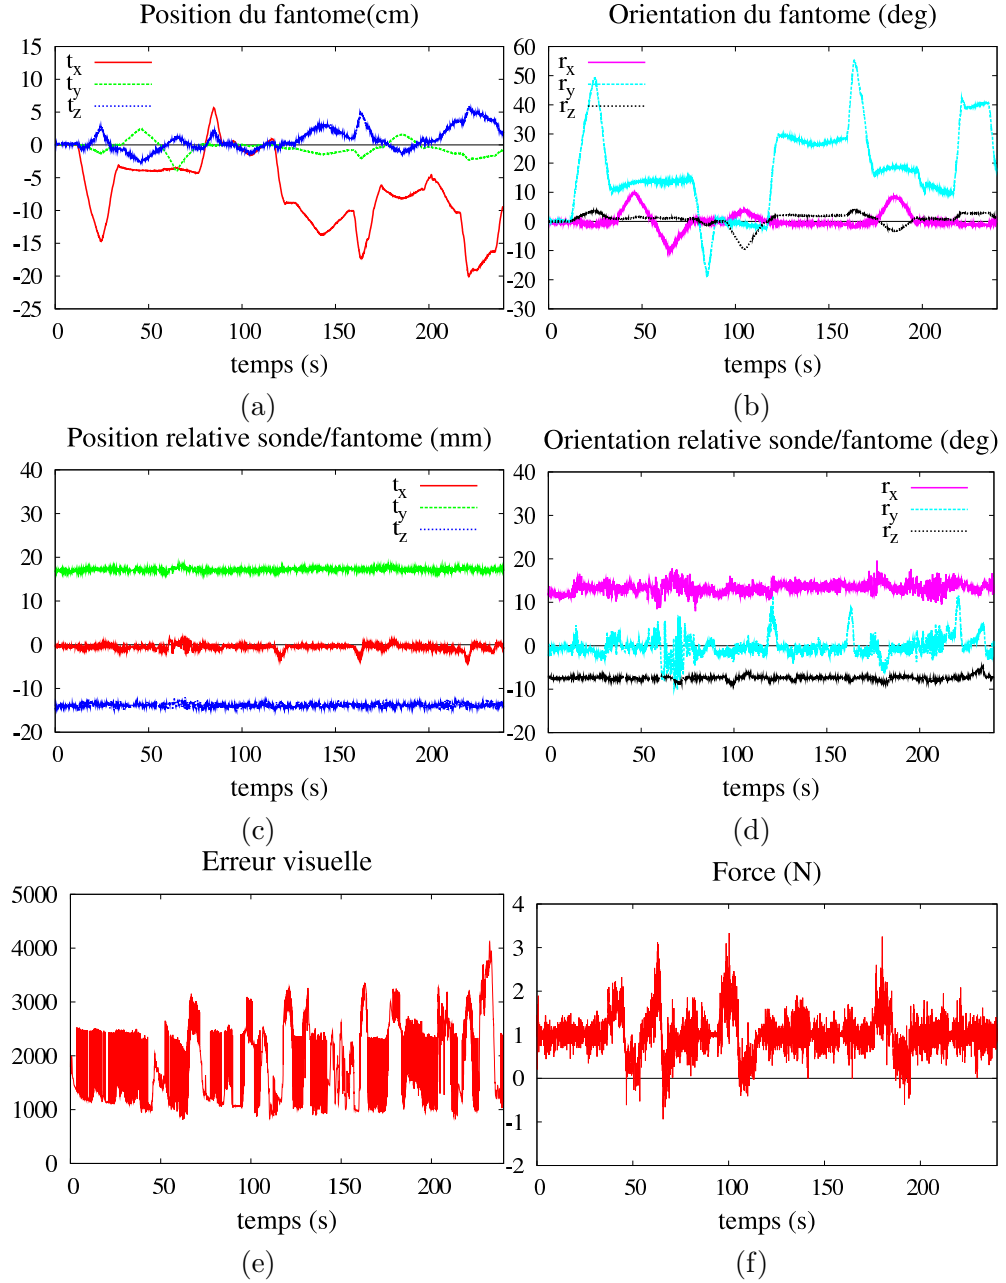 Position du fantome(cm)
Orientation du fantome (deg)
15
10
5
0
-5
-10
-15
-20
-25
t_x
t_y
t_z
0 50 100 150 200
temps (s)
(a)
60
50
40
30
20
10
0
-10
-20
-30
r_x
r_y
r_z
0 50 100 150 200
temps (s)
(b)
Position relative sonde/fantome (mm)
Orientation relative sonde/fantome (deg)
40
30
20
10
0
-10
-20
t_x
t_y
t_z
0 50 100 150 200
temps (s)
(c)
40
30
20
10
0
-10
-20
r_x
r_y
r_z
0 50 100 150 200
temps (s)
(d)
Erreur visuelle
5000
4000
3000
2000
1000
0
0 50 100 150 200
temps (s)
(e)
Force (N)
4
3
2
1
0
-1
-2
0 50 100 150 200
temps (s)
(f)